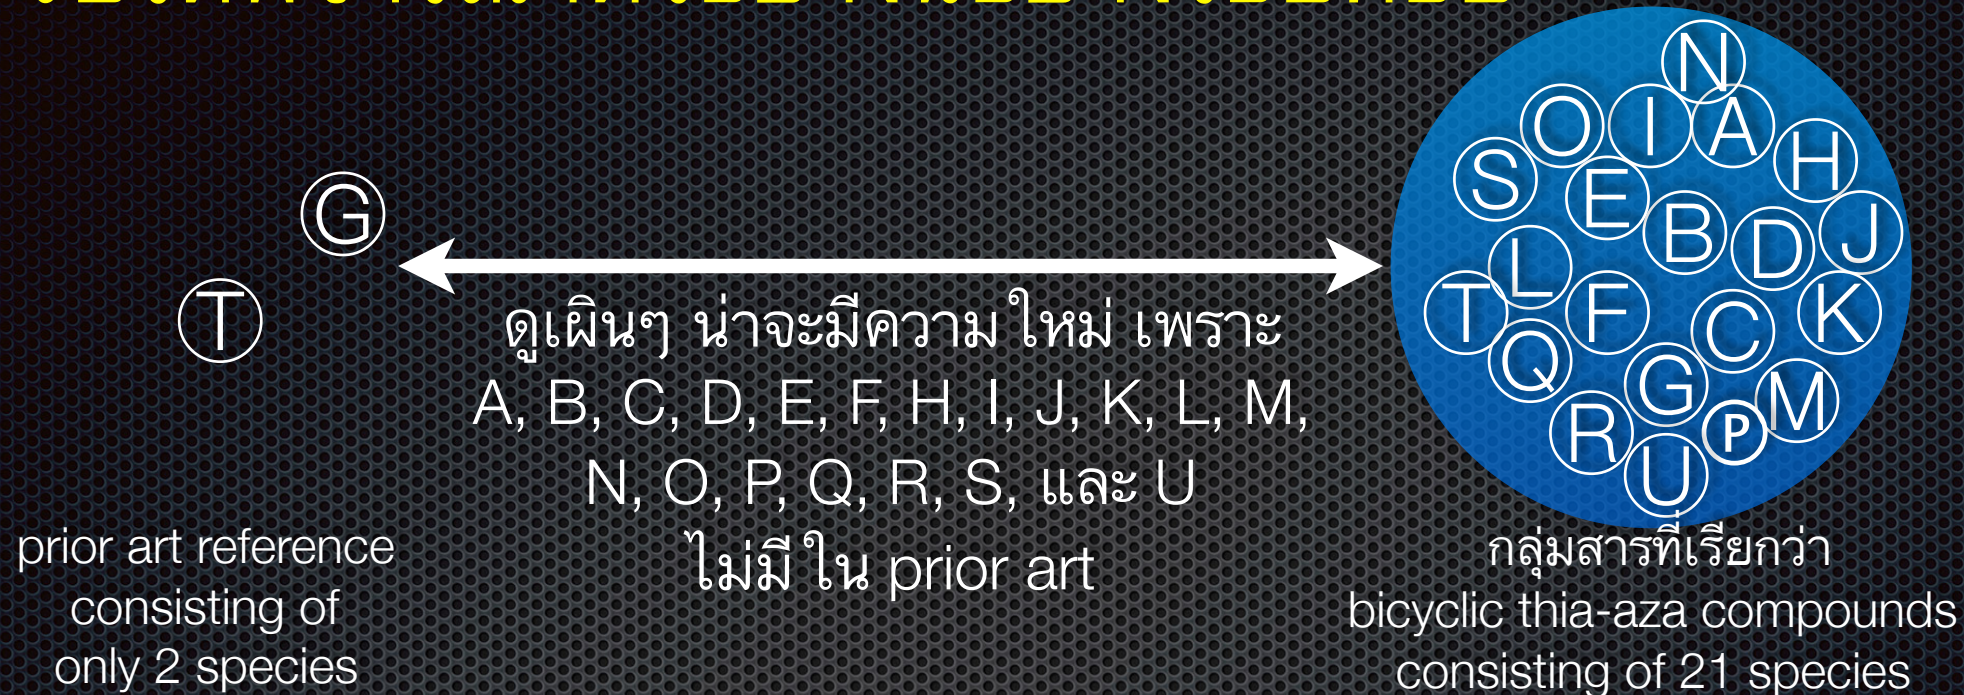 G
T
prior art reference
consisting of
only 2 species
ดูเผินๆ น่าจะมีความใหม่ เพราะ
A, B, C, D, E, F, H, I, J, K, L, M,
N, O, P, Q, R, S, และ U
ไม่มีใน prior art
N
O I A H
S E B D J
L
T F C K
Q G M
R P
U
กลุ่มสารที่เรียกว่า
bicyclic thia-aza compounds
consisting of 21 species